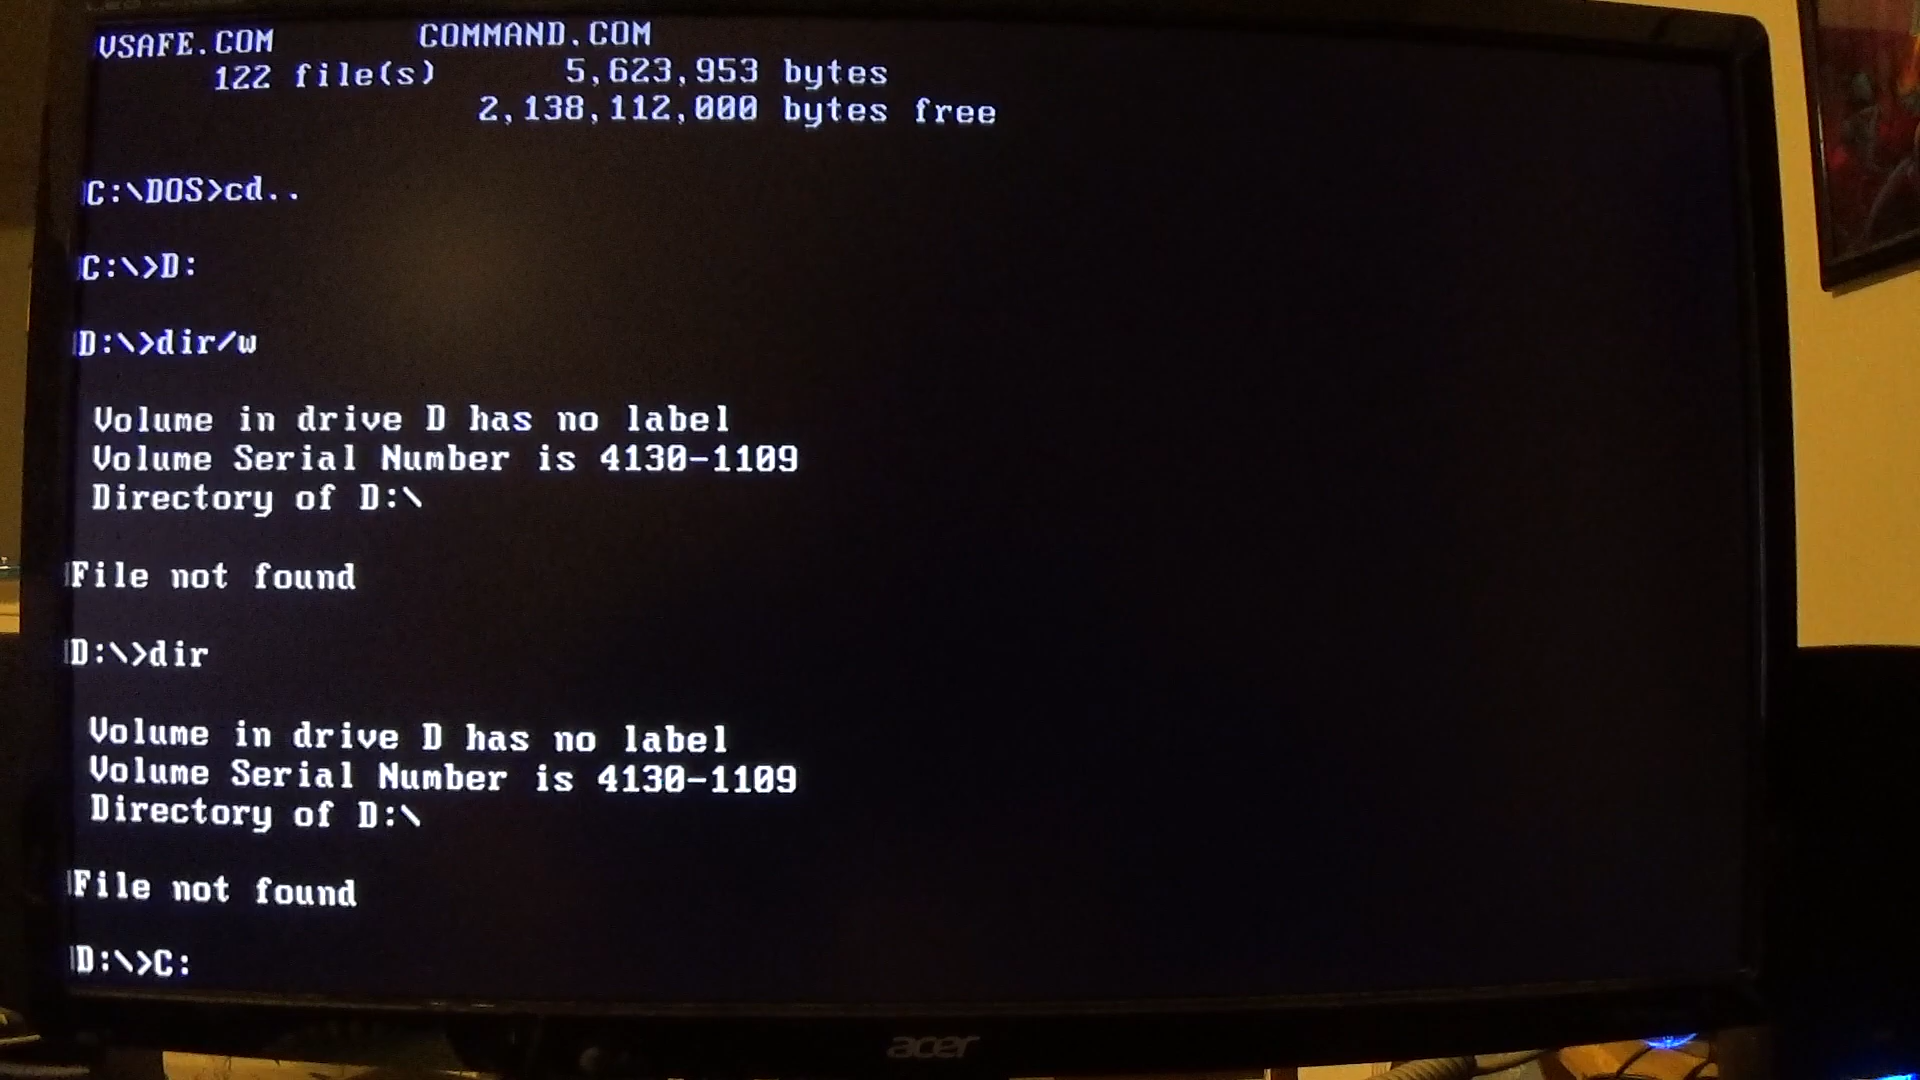 VSAFE.COM COMMAND.COM
122 file(s) 5,623,953 bytes
2,138,112,000 bytes free
C:\DOS>cd..
C:\>D:
D:\>dir/w
Volume in drive D has no label
Volume Serial Number is 4130-1109
Directory of D:\
File not found
D:\>dir
Volume in drive D has no label
Volume Serial Number is 4130-1109
Directory of D:\
File not found
D:\>C:
acer